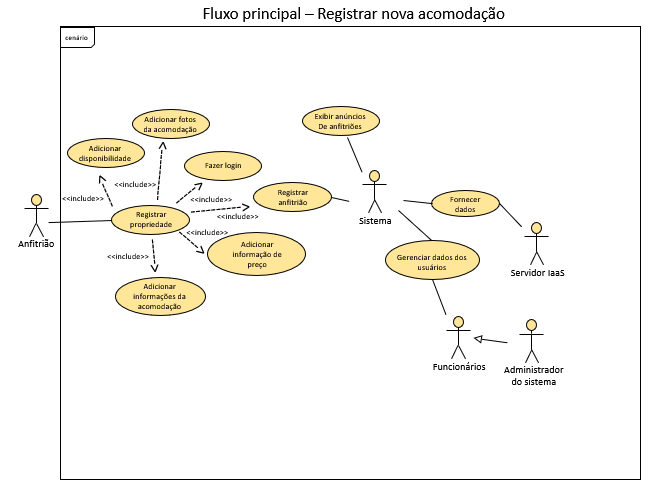 Fluxo principal – Registrar nova acomodação
cenário
Adicionar fotos
da acomodação
Exibir anúncios
De anfitriões
Adicionar
disponibilidade
Fazer login
<<include>>
<<include>>
<<include>>
<<include>>
Registrar
anfitrião
Fornecer
dados
Registrar
propriedade
Sistema
Anfitrião
<<include>>
<<include>>
Adicionar
informação de
preço
Gerenciar dados dos
usuários
Servidor IaaS
Adicionar
informações da
acomodação
Funcionários
Administrador
do sistema